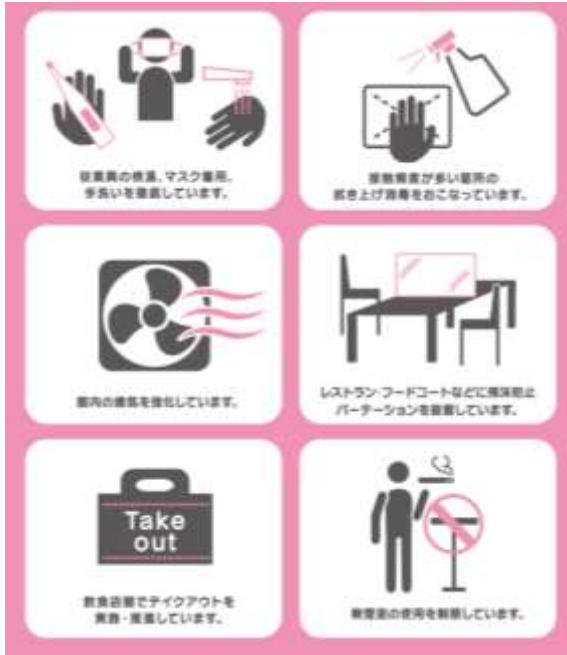 従業員の検温、マスク着用、
手洗いを徹底しています。
接触頻度が多い箇所の
拭き上げ消毒をおこなっています。
館内の換気を強化しています。
レストラン・フードコートなどに飛沫防止
パーテーションを設置しています。
Take
out
飲食店舗でテイクアウトを
実施・推進しています。
喫煙室の使用を制限しています。